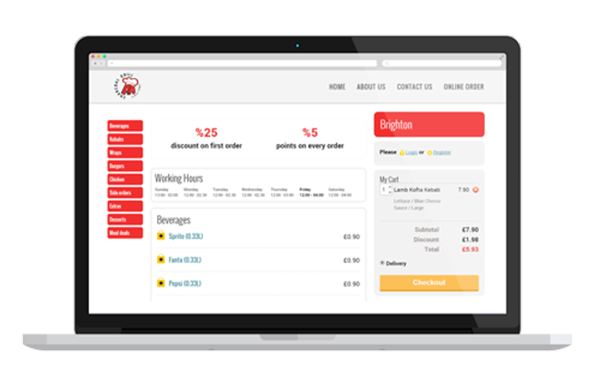 HOME ABOUT US CONTACT US ONLINE ORDER
Beverages
Kebabs
Wraps
Burgers
Chicken
Side orders
Extras
Desserts
Meal deals
%25
discount on first order
%5
points on every order
Working Hours
Sunday Monday Tuesday Wednesday Thursday Friday Saturday
12:00 - 02:30 12:00 - 02:30 12:00 - 02:30 12:00 - 02:30 12:00 - 02:30 12:00 - 04:00 12:00 - 04:00
Beverages
Sprite (0.33L) £0.90
Fanta (0.33L) £0.90
Pepsi (0.33L) £0.90
Brighton
Please Login or Register
My Cart
1 Lamb Kofta Kebab 7.90
Lettuce / Blue Cheese
Sauce / Large
Subtotal £7.90
Discount £1.98
Total £5.93
Delivery
Checkout